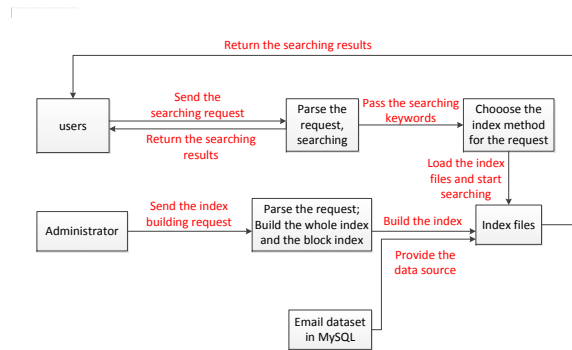 Return the searching results
users
Send the
searching request
Return the searching
results
Parse the
request,
searching
Pass the searching
keywords
Chooose the
index method
for the request
Load the index
files and start
searching
Administrator
Send the index
building request
Parse the request;
Build the whole index
and the block index
Build the index
Index files
Provide the
data source
Email dataset
in MySQL